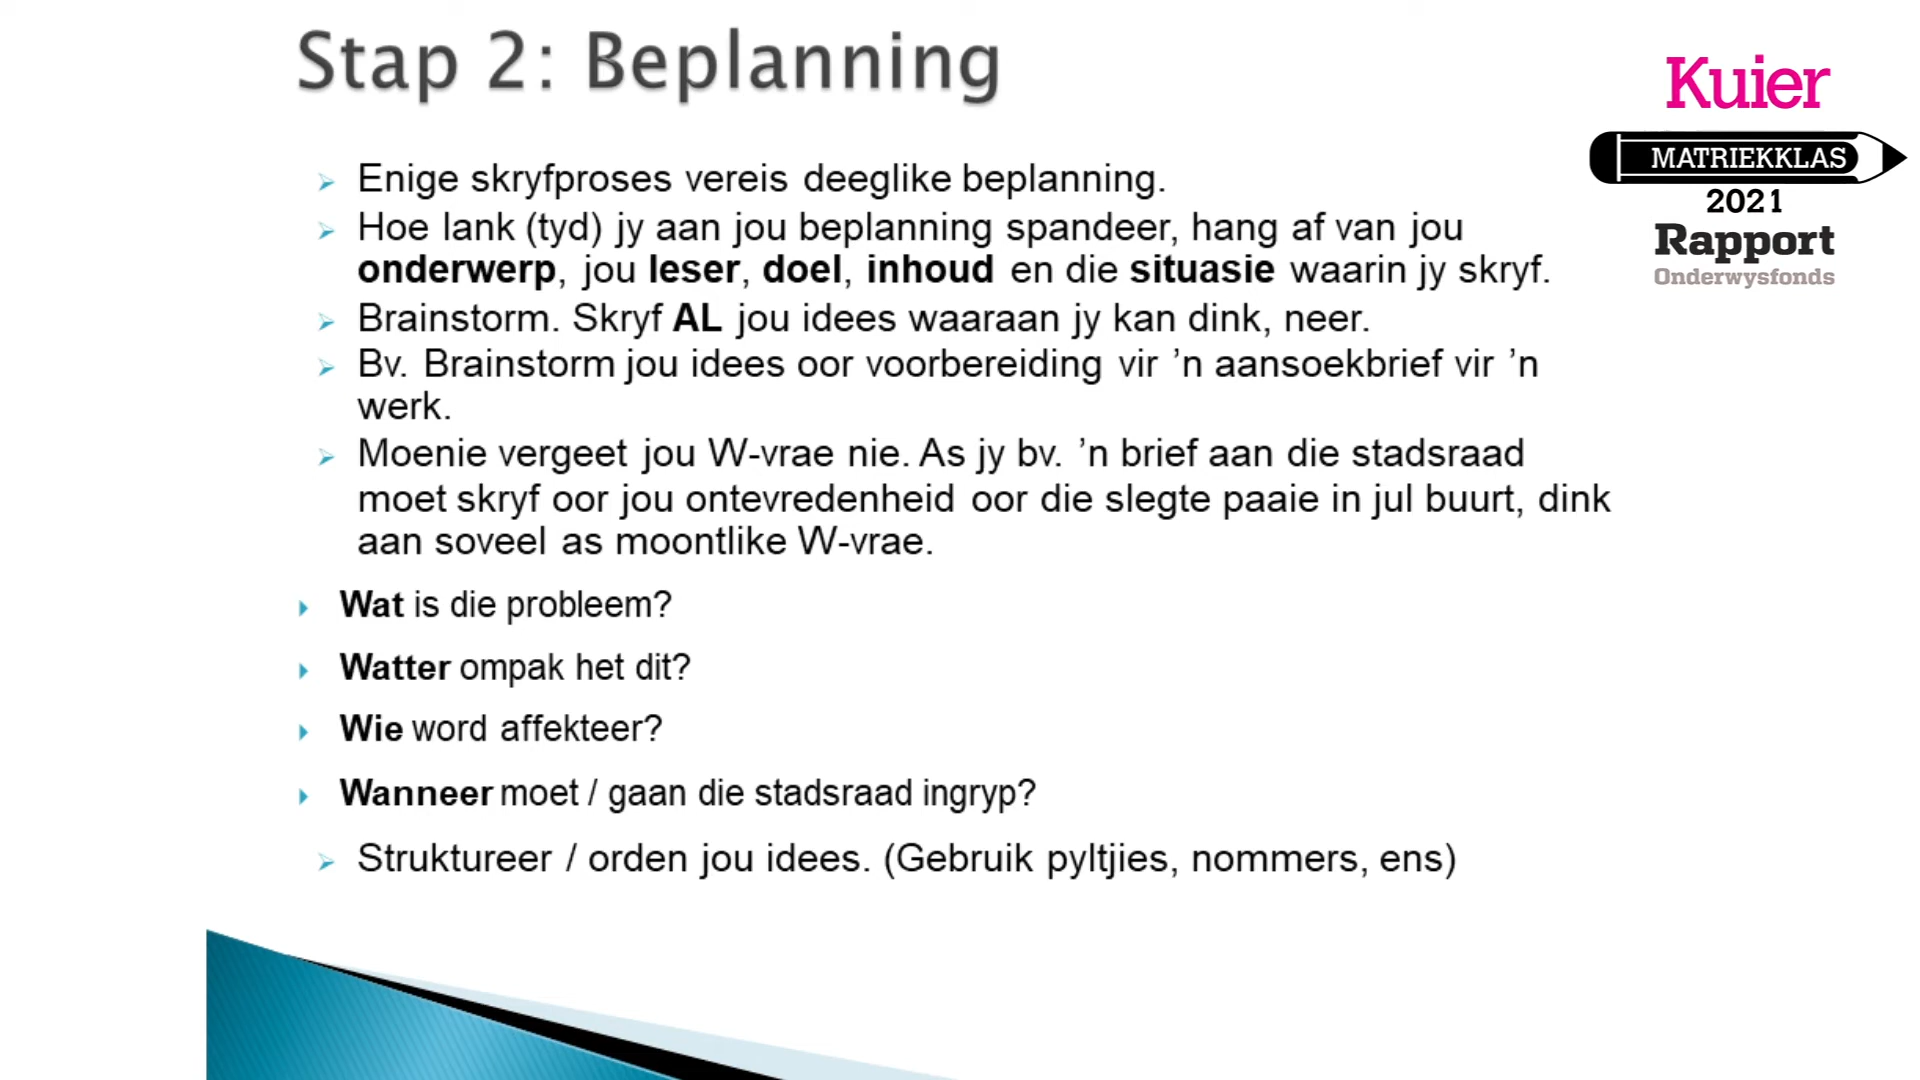 Stap 2: Beplanning
Kuier
MATRIEKKLAS
2021
Rapport
Onderwysfonds
Enige skryfproses vereis deeglike beplanning.
Hoe lank (tyd) jy aan jou beplanning spandeer, hang af van jou
onderwerp, jou leser, doel, inhoud en die situasie waarin jy skryf.
Brainstorm. Skryf AL jou idees waaraan jy kan dink, neer.
Bv. Brainstorm jou idees oor voorbereiding vir ’n aansoekbrief vir ’n
werk.
Moenie vergeet jou W-vrae nie. As jy bv. ’n brief aan die stadsraad
moet skryf oor jou ontevredenheid oor die slegte paaie in jul buurt, dink
aan soveel as moontlike W-vrae.
Wat is die probleem?
Watter ompak het dit?
Wie word affekteer?
Wanneer moet / gaan die stadsraad ingryp?
Struktureer / orden jou idees. (Gebruik pyltjies, nommers, ens)